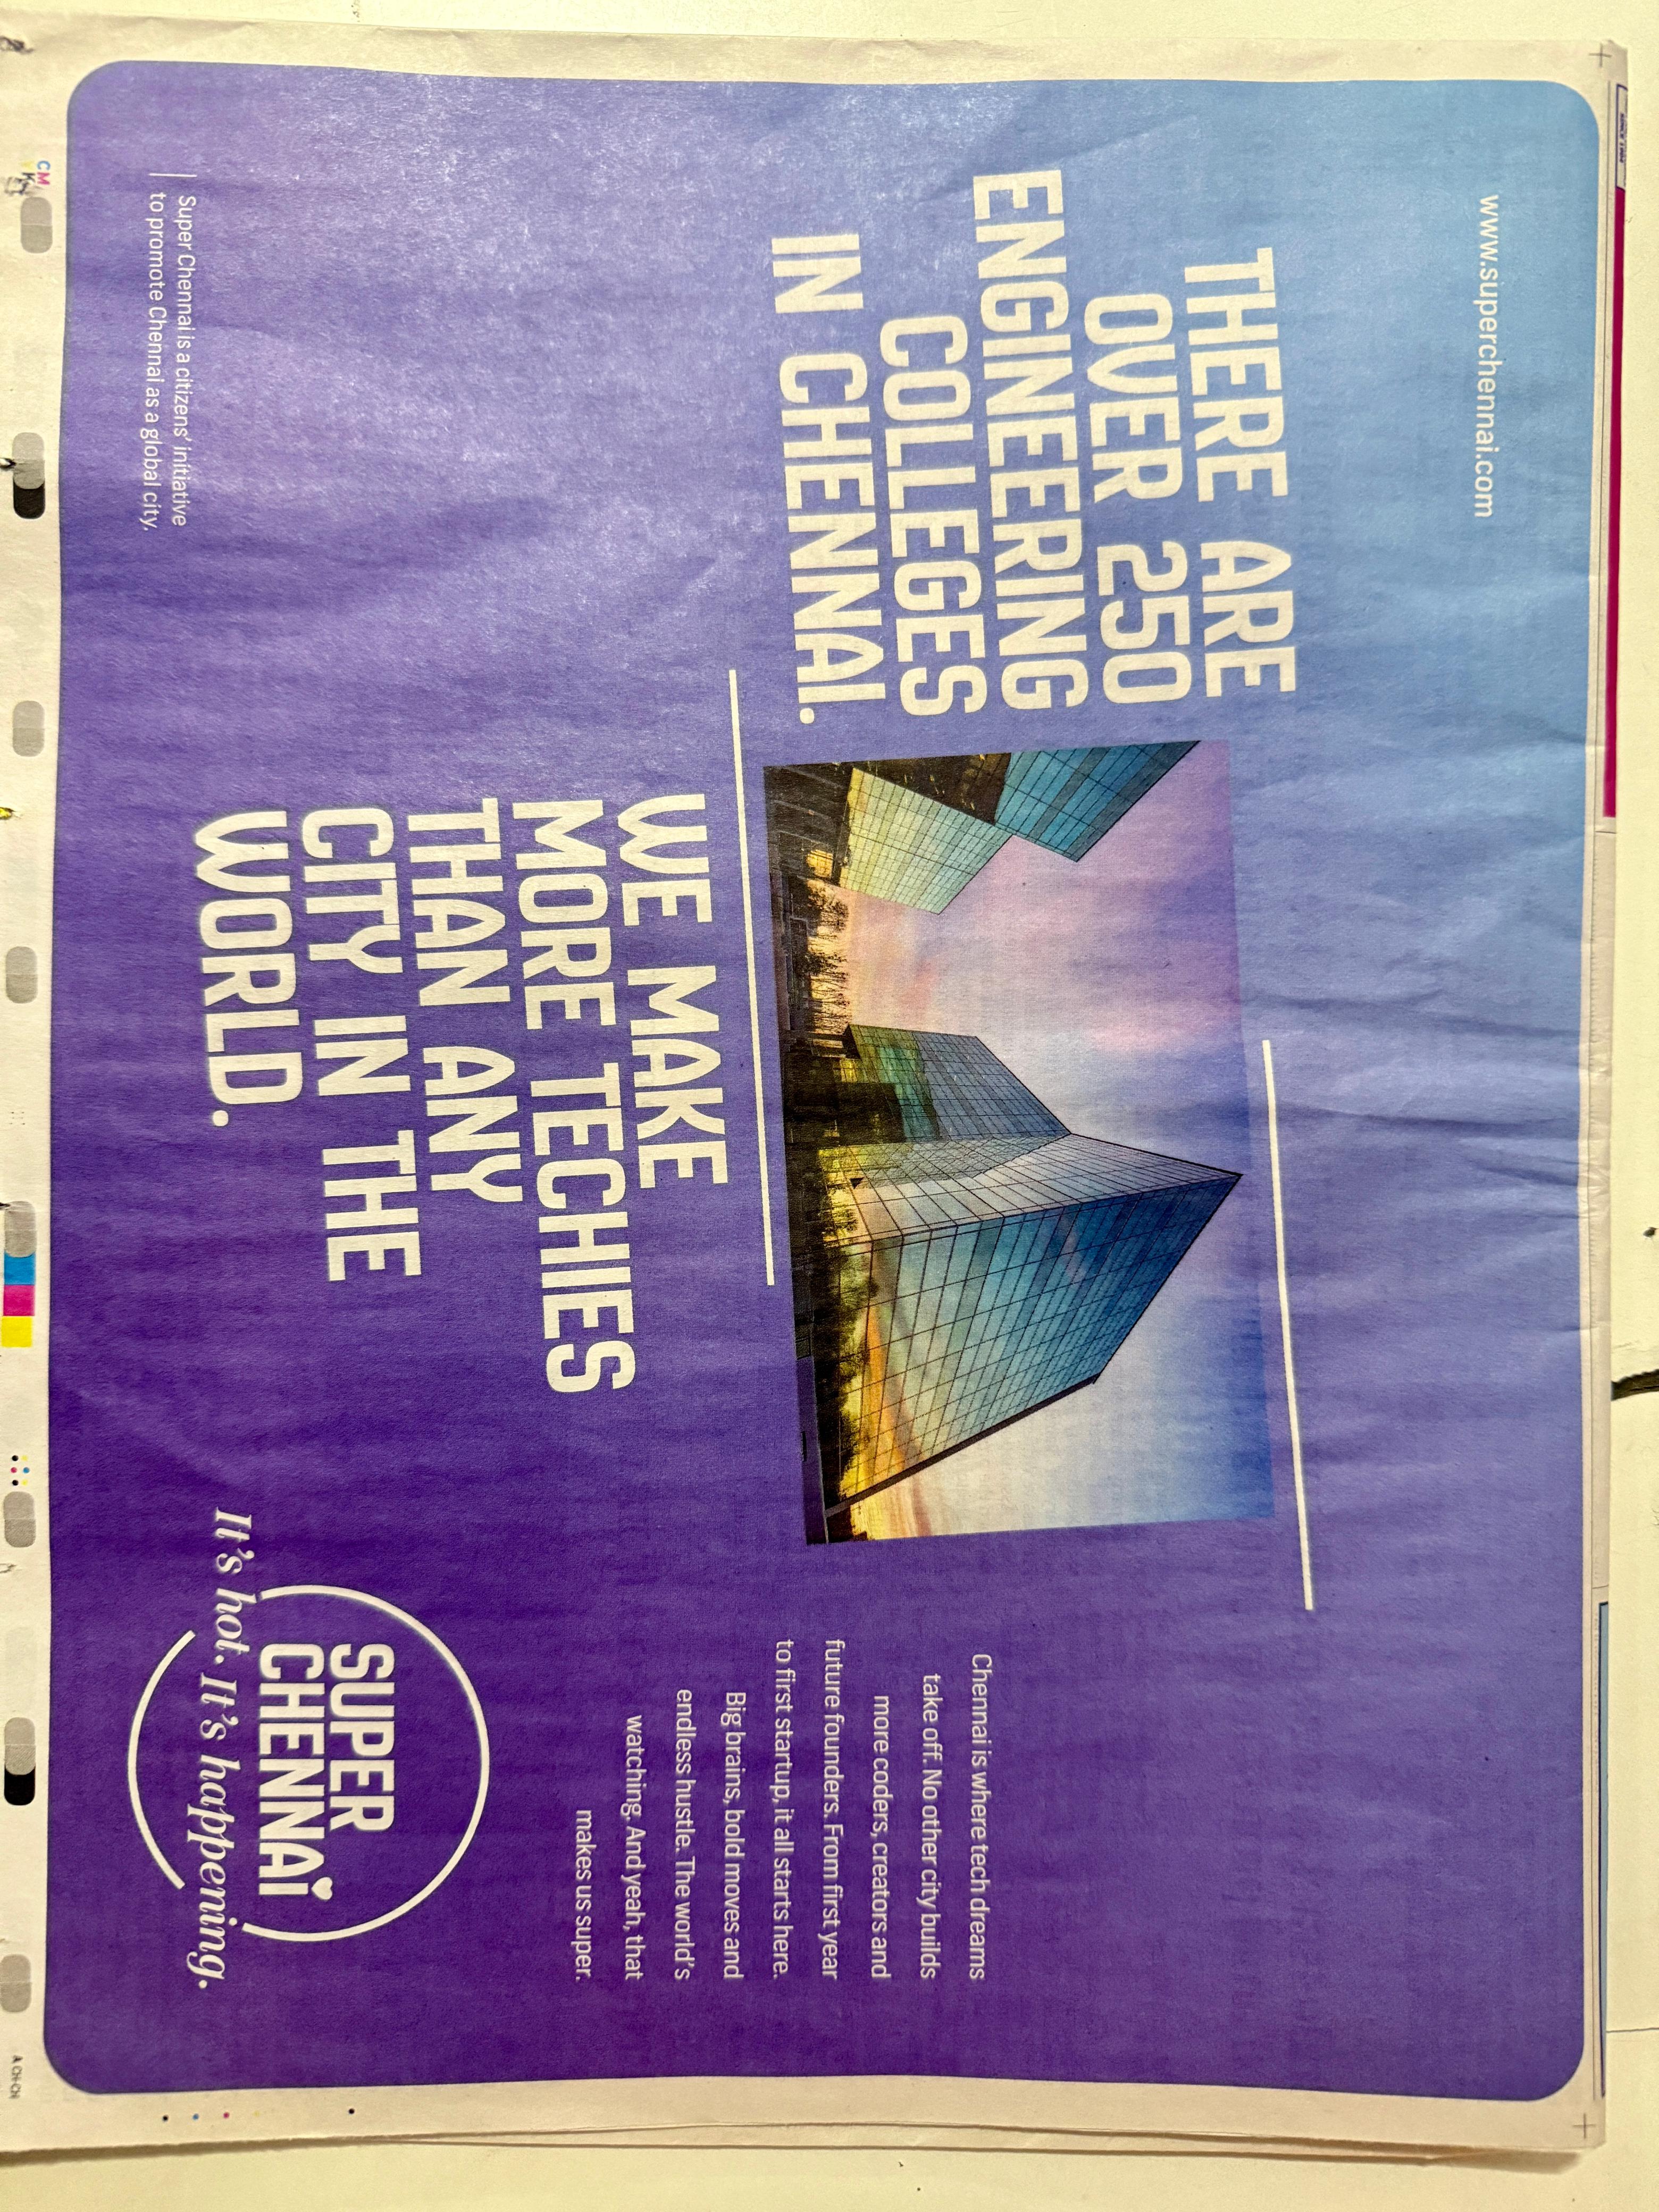 SINCE 1904
www.superchennai.com
THERE ARE
OVER 250
ENGINEERING
COLLEGES
IN CHENNAI.
WE MAKE
MORE TECHIES
THAN ANY
CITY IN THE
WORLD.
Chennai is where tech dreams
take off. No other city builds
more coders, creators and
future founders. From first year
to first startup, it all starts here.
Big brains, bold moves and
endless hustle. The world's
watching. And yeah, that
makes us super.
SUPER
CHENNAi
It's hot. It's happening.
Super Chennai is a citizens' initiative
to promote Chennai as a global city.
CM
YK
A CH-CH